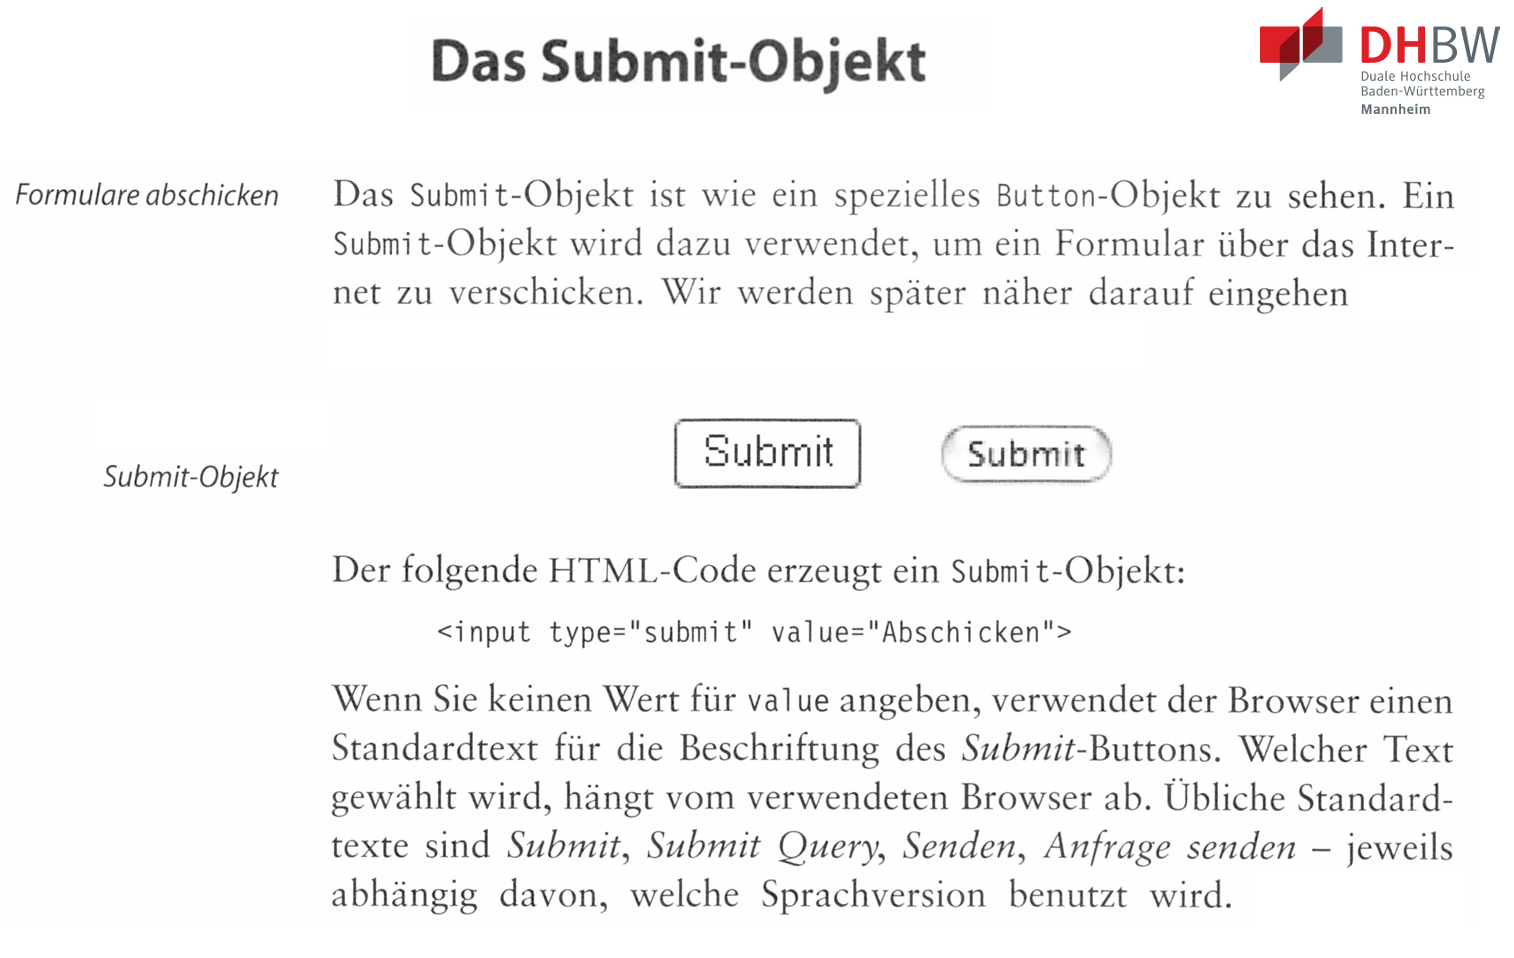 Das Submit-Objekt
DHBW
Duale Hochschule
Baden-Württemberg
Mannheim
Formulare abschicken
Das Submit-Objekt ist wie ein spezielles Button-Objekt zu sehen. Ein
Submit-Objekt wird dazu verwendet, um ein Formular über das Inter-
net zu verschicken. Wir werden später näher darauf eingehen
Submit
Submit
Submit-Objekt
Der folgende HTML-Code erzeugt ein Submit-Objekt:
<input type="submit" value="Abschicken">
Wenn Sie keinen Wert für value angeben, verwendet der Browser einen
Standardtext für die Beschriftung des Submit-Buttons. Welcher Text
gewählt wird, hängt vom verwendeten Browser ab. Übliche Standard-
texte sind Submit, Submit Query, Senden, Anfrage senden – jeweils
abhängig davon, welche Sprachversion benutzt wird.